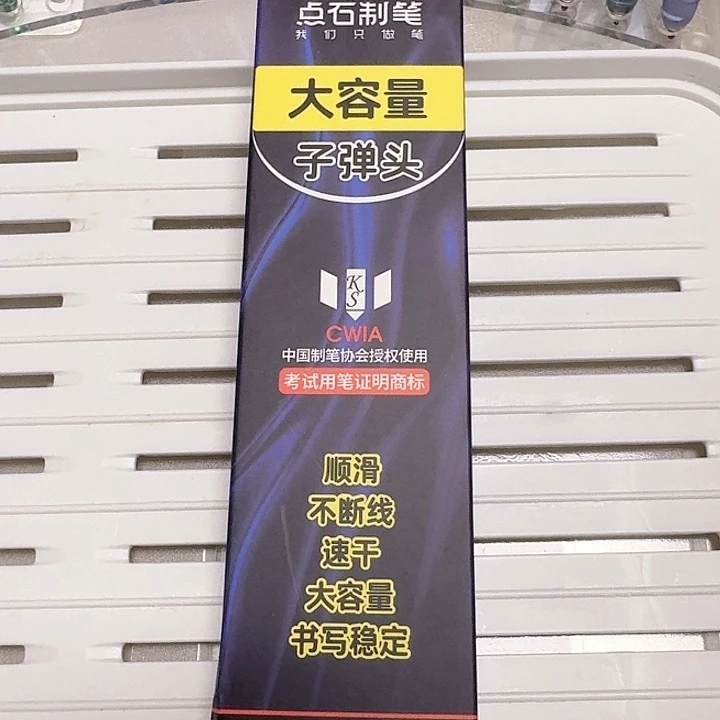 点石制笔
我们只做笔
大容量
子弹头
KS
CWIA
中国制笔协会授权使用
考试用笔证明商标
顺滑
不断线
速干
大容量
书写稳定